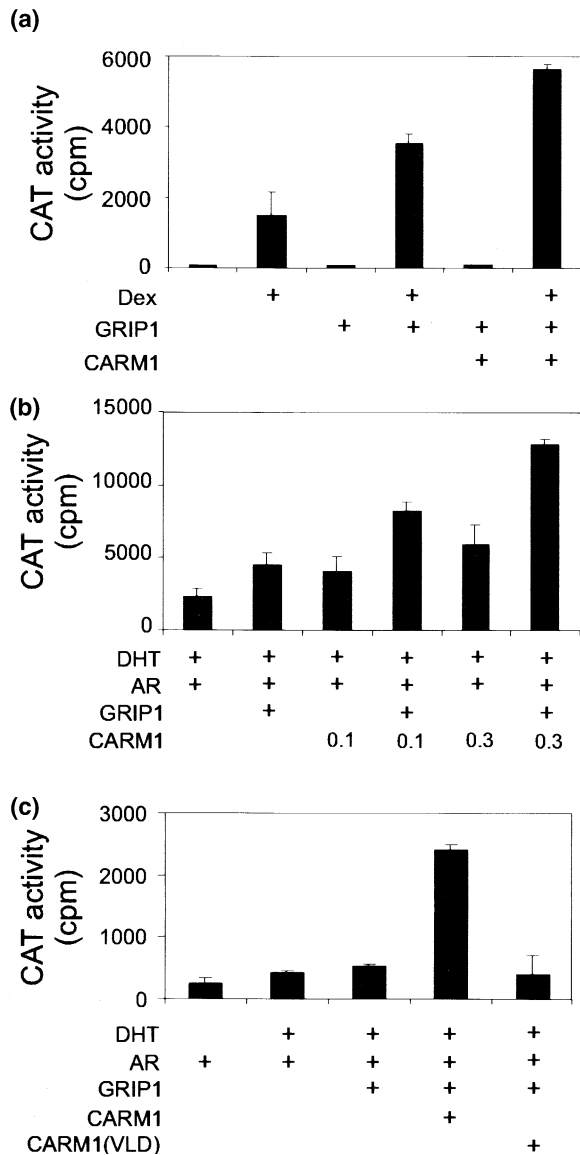 (a)
CAT activity
(cpm)
6000
4000
2000
0
Dex + + +
GRIP1 + + + +
CARM1 + +
(b)
CAT activity
(cpm)
15000
10000
5000
0
DHT + + + + + +
AR + + + + + +
GRIP1 + + +
CARM1 0.1 0.1 0.3 0.3
(c)
CAT activity
(cpm)
3000
2000
1000
0
DHT + + + +
AR + + + + +
GRIP1 + + +
CARM1 +
CARM1(VLD) +